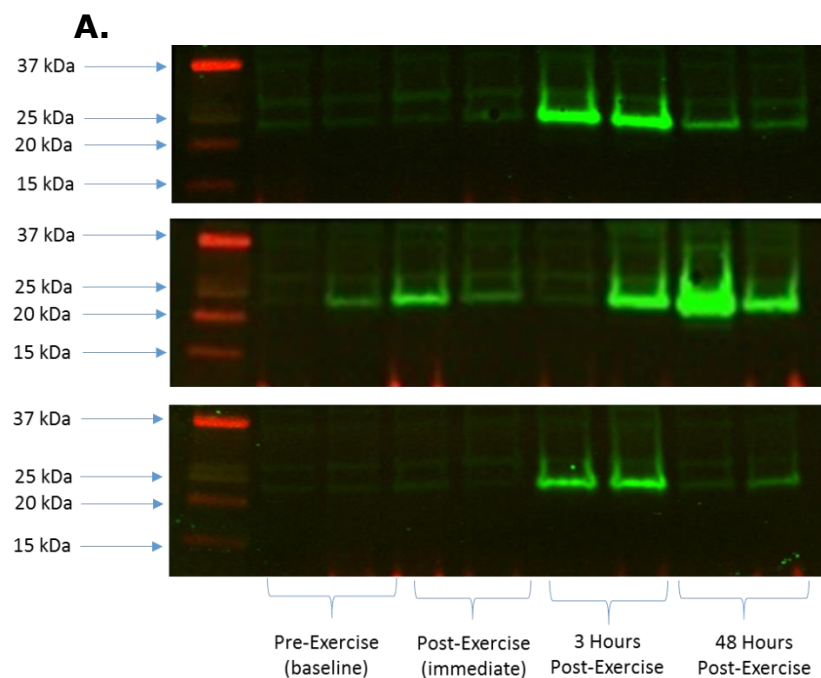 A.
37 kDa
25 kDa
20 kDa
15 kDa
37 kDa
25 kDa
20 kDa
15 kDa
37 kDa
25 kDa
20 kDa
15 kDa
Pre-Exercise
(baseline)
Post-Exercise
(immediate)
3 Hours
Post-Exercise
48 Hours
Post-Exercise